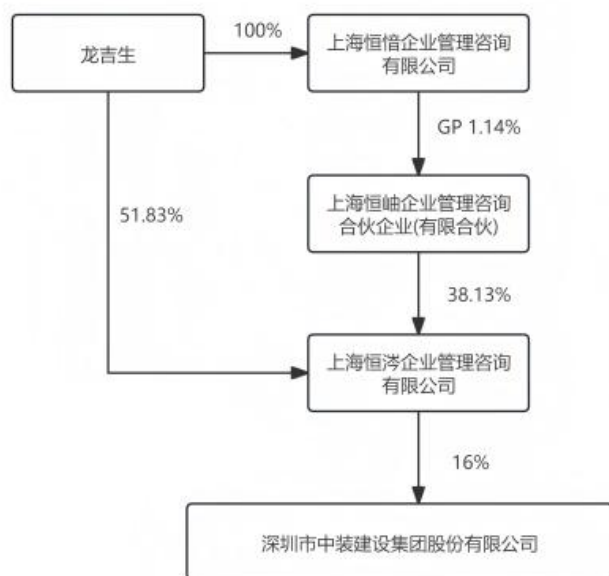 龙吉生
100%
上海恒愔企业管理咨询
有限公司
GP 1.14%
上海恒岫企业管理咨询
合伙企业(有限合伙)
51.83%
38.13%
上海恒涔企业管理咨询
有限公司
16%
深圳市中装建设集团股份有限公司